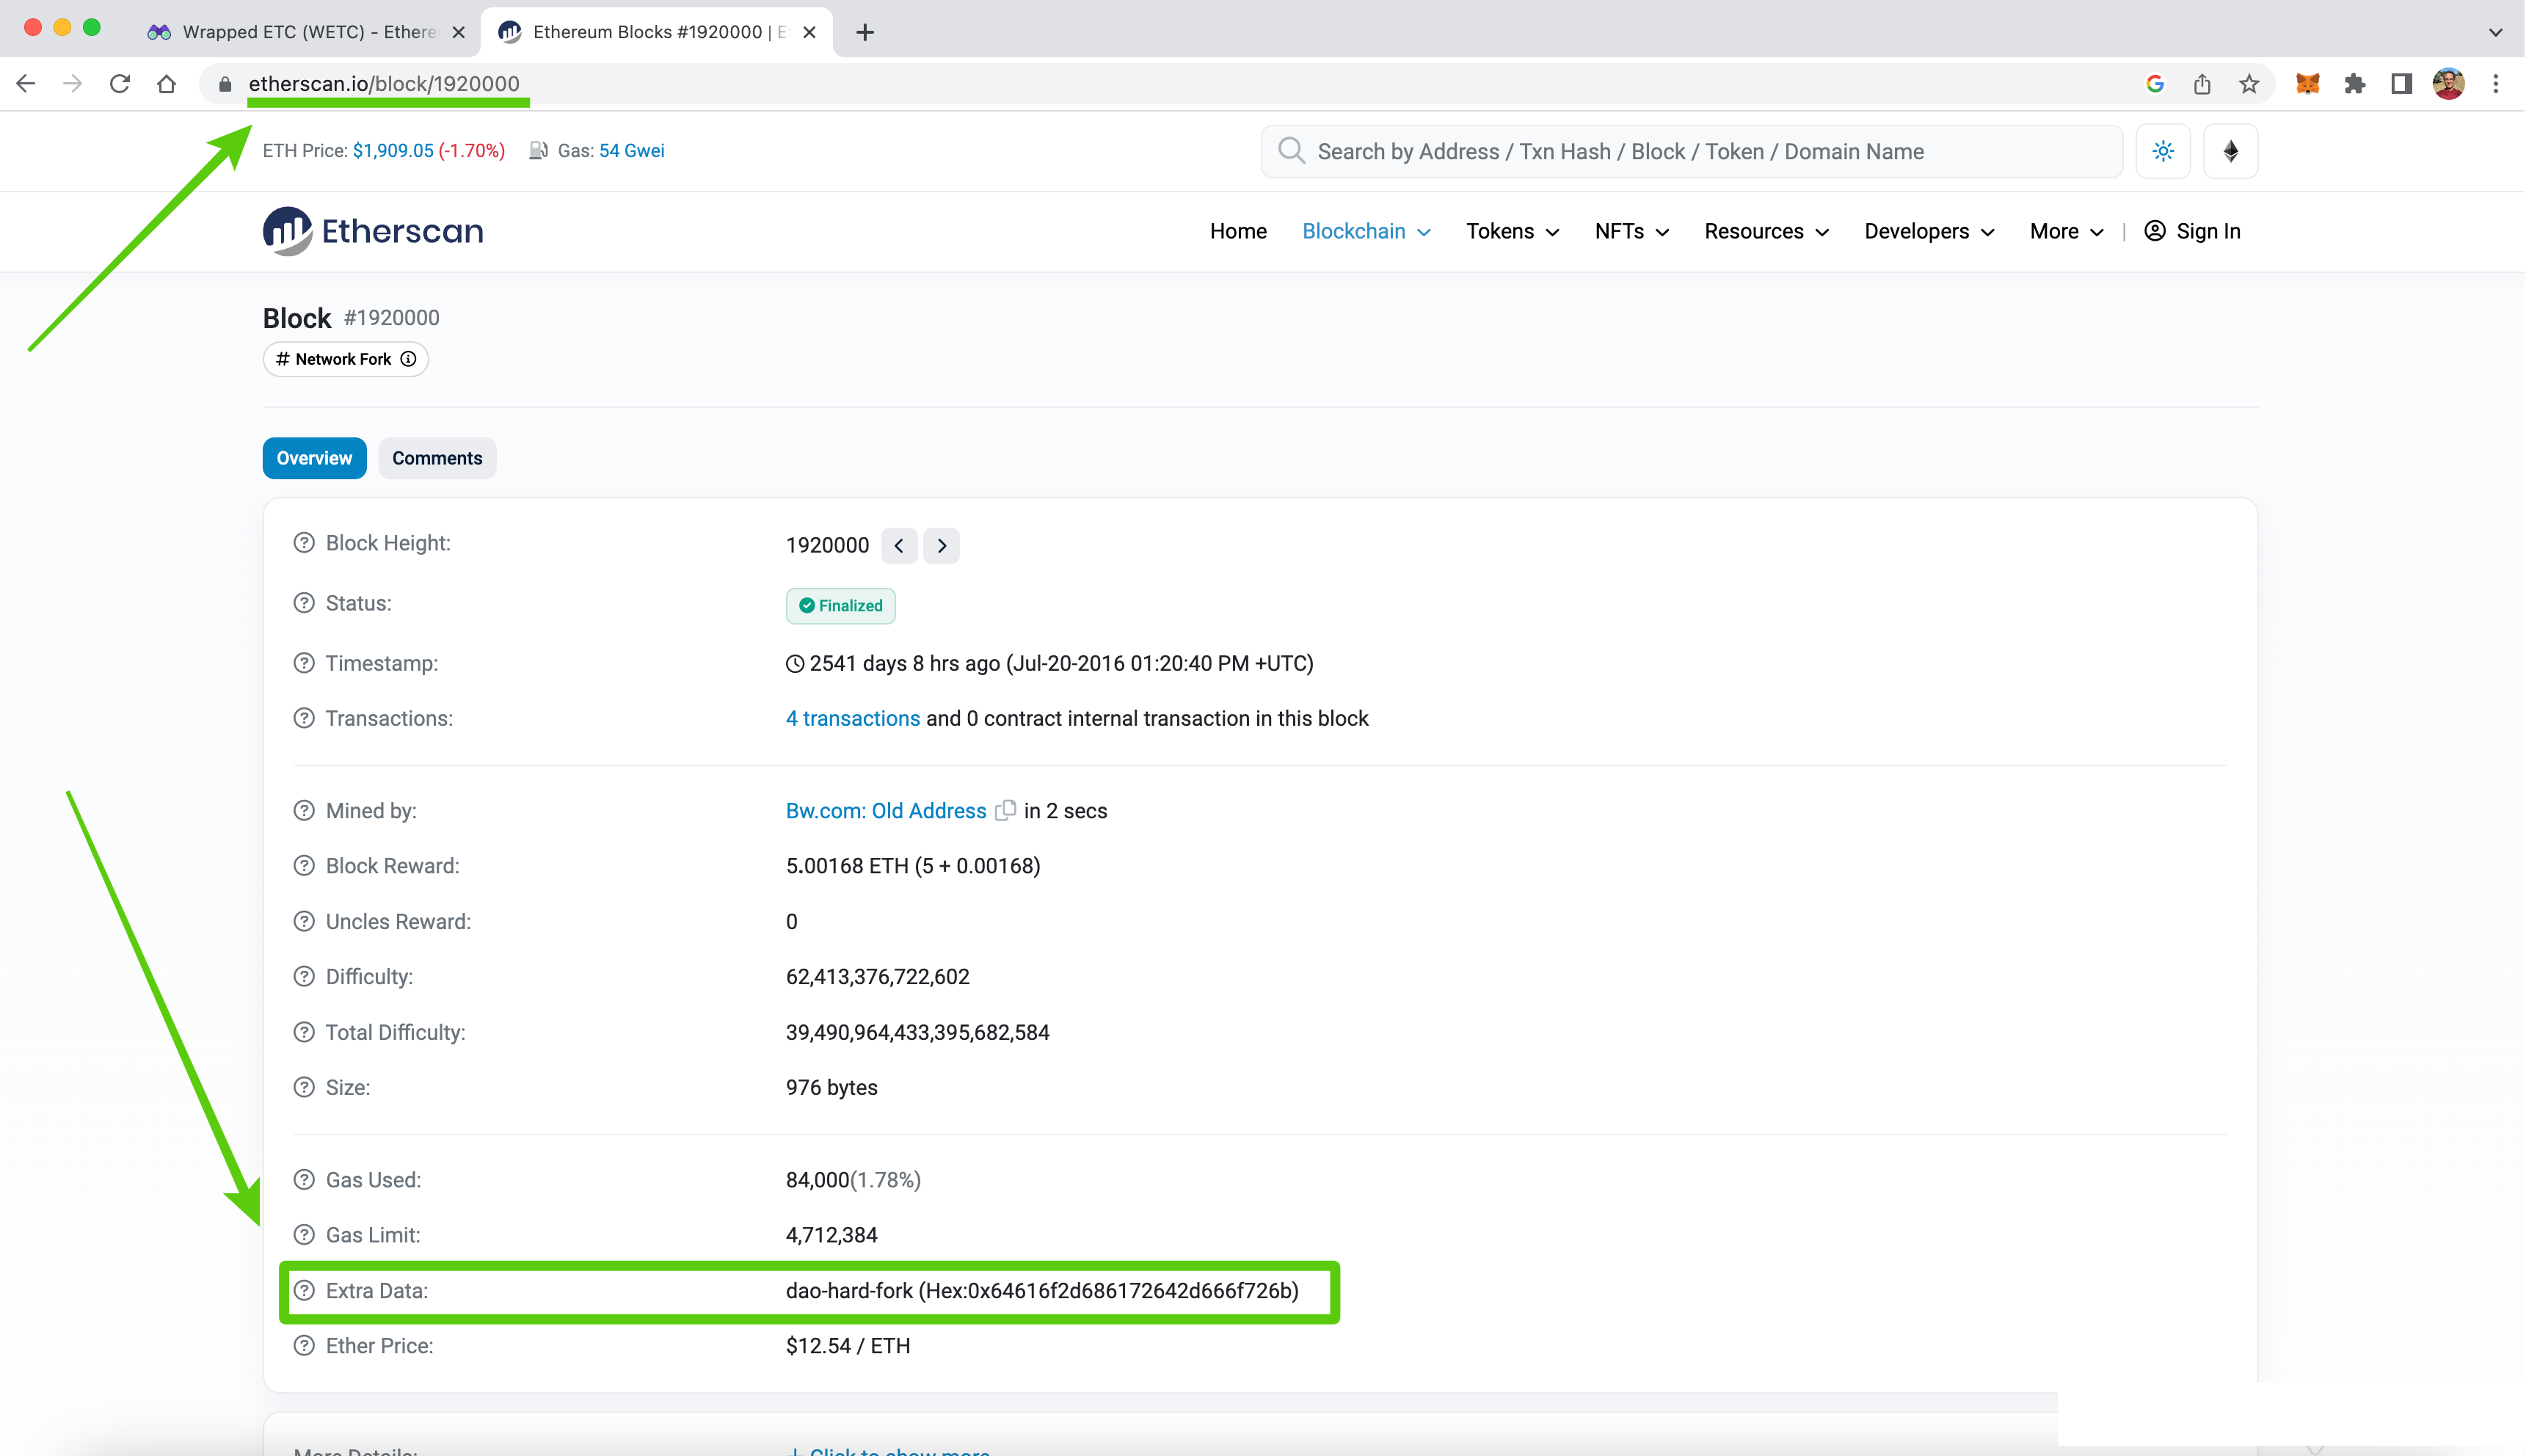 Wrapped ETC (WETC) - Ethere
Ethereum Blocks #1920000 | E
etherscan.io/block/1920000
ETH Price: $1,909.05 (-1.70%) Gas: 54 Gwei
Search by Address / Txn Hash / Block / Token / Domain Name
Etherscan
Home Blockchain Tokens NFTs Resources Developers More | Sign In
Block #1920000
# Network Fork
Overview Comments
Block Height: 1920000
Status: Finalized
Timestamp: 2541 days 8 hrs ago (Jul-20-2016 01:20:40 PM +UTC)
Transactions: 4 transactions and 0 contract internal transaction in this block
Mined by: Bw.com: Old Address in 2 secs
Block Reward: 5.00168 ETH (5 + 0.00168)
Uncles Reward: 0
Difficulty: 62,413,376,722,602
Total Difficulty: 39,490,964,433,395,682,584
Size: 976 bytes
Gas Used: 84,000(1.78%)
Gas Limit: 4,712,384
Extra Data: dao-hard-fork (Hex:0x64616f2d686172642d666f726b)
Ether Price: $12.54 / ETH
More Details: Click to show more